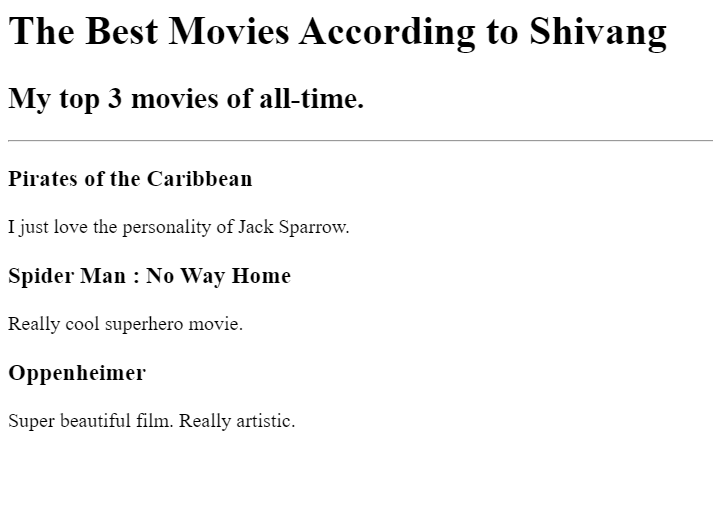 The Best Movies According to Shivang
My top 3 movies of all-time.
Pirates of the Caribbean
I just love the personality of Jack Sparrow.
Spider Man : No Way Home
Really cool superhero movie.
Oppenheimer
Super beautiful film. Really artistic.